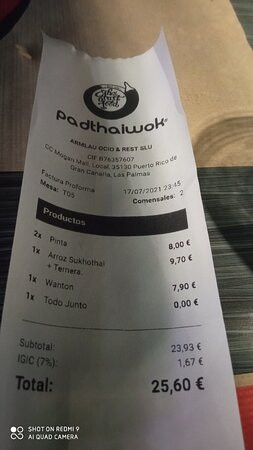 padthaiwok
ARMLAU OCIO & REST SLU
CIF B76357607
CC Mogan Mall, Local, 35130 Puerto Rico de
Gran Canaria, Las Palmas
Factura Proforma 17/07/2021 23:45
Mesa: T05 Comensales: 2
Productos
2x Pinta 8,00 €
1x Arroz Sukhothai 9,70 €
+ Ternera.
1x Wanton 7,90 €
1x Todo Junto 0,00 €
Subtotal: 23,93 €
IGIC (7%): 1,67 €
Total: 25,60 €
SHOT ON REDMI 9
AI QUAD CAMERA